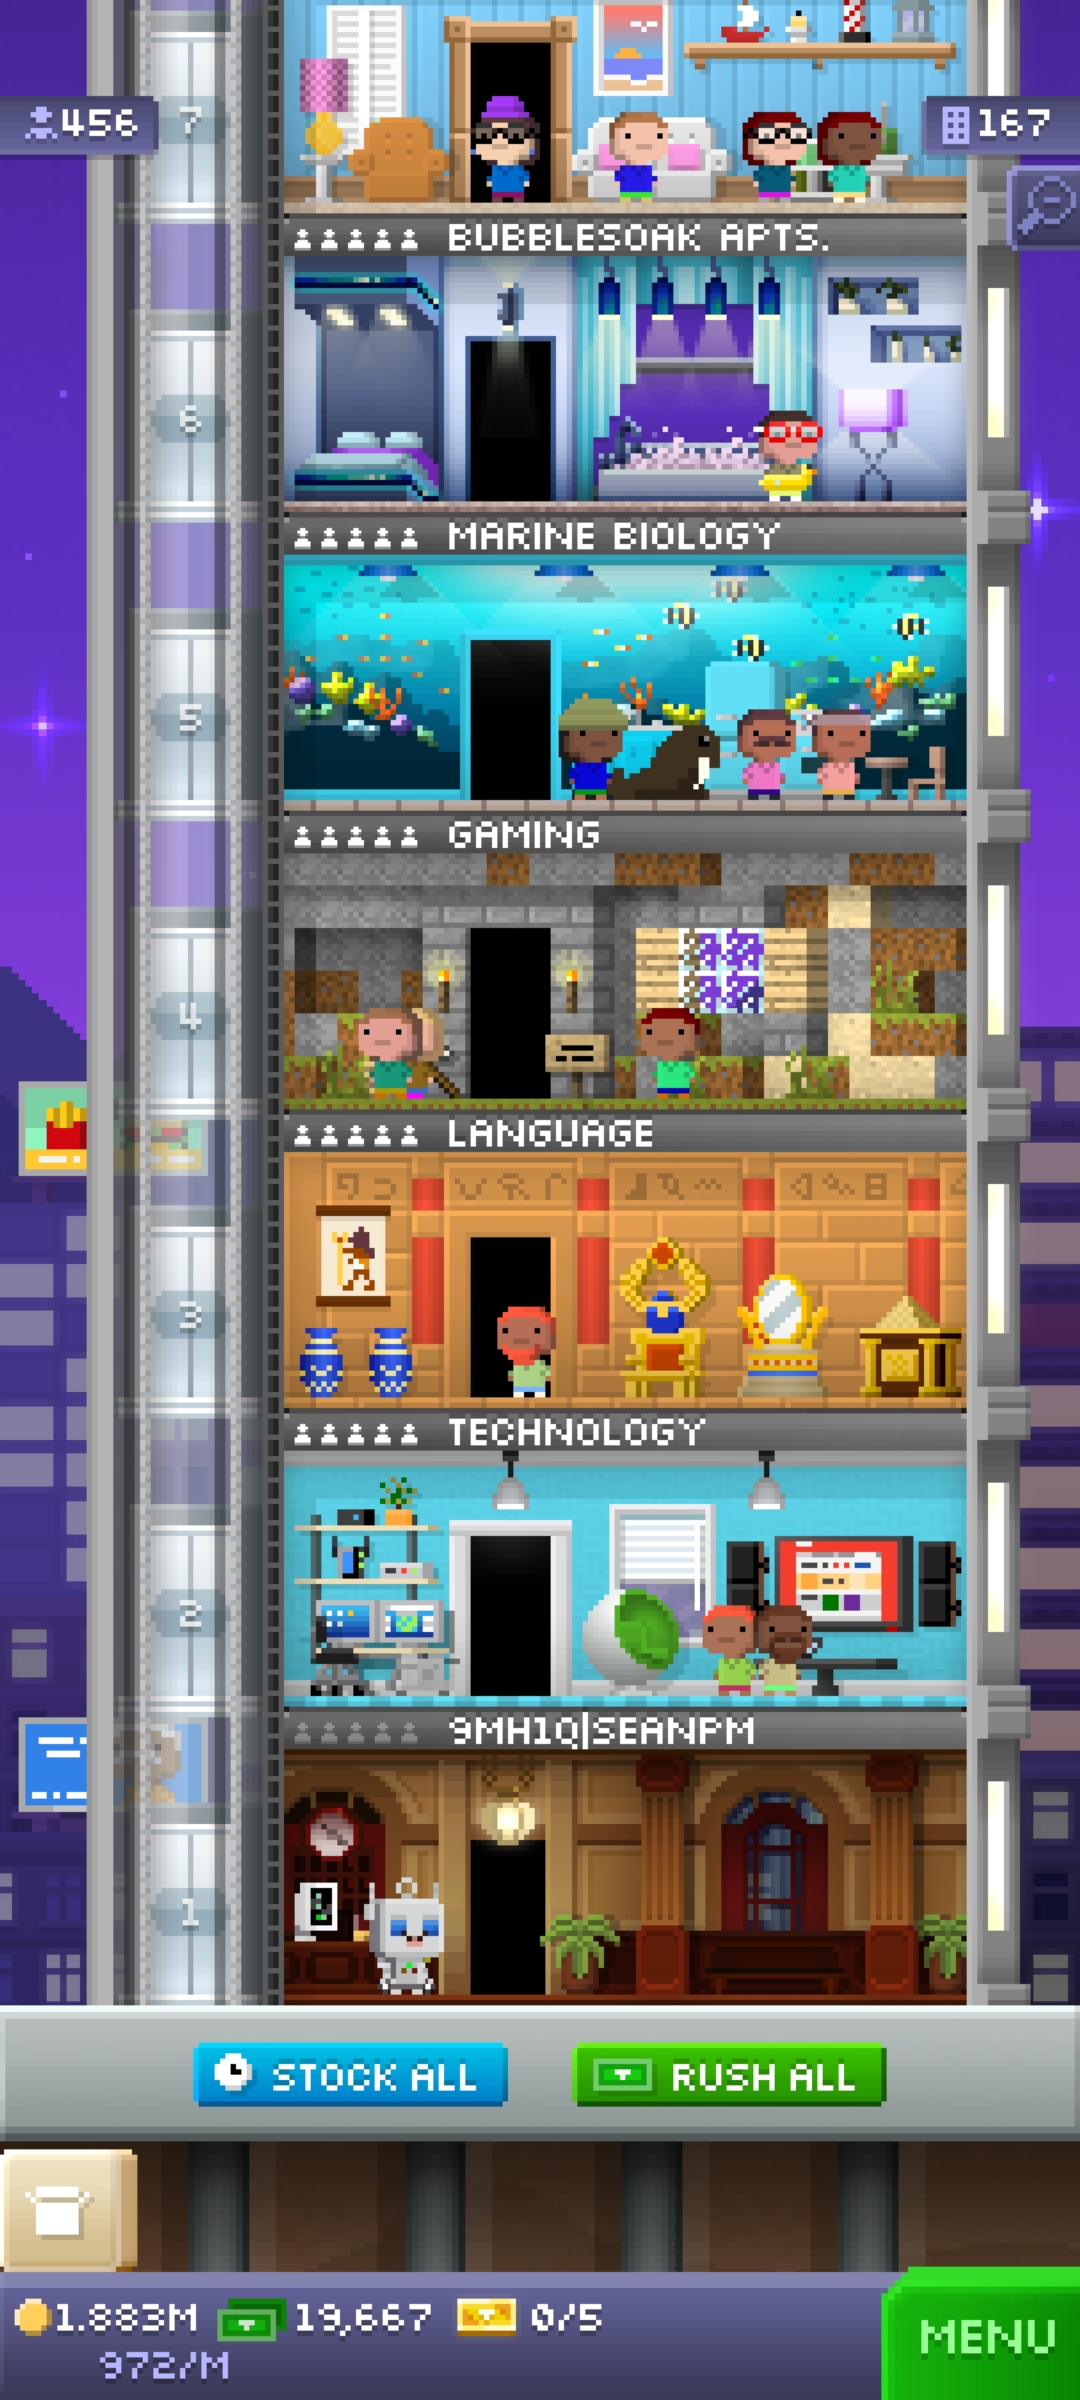 456
7
167
BUBBLESOAK APTS.
6
MARINE BIOLOGY
5
GAMING
4
LANGUAGE
3
TECHNOLOGY
2
9MH1Q|SEANPM
1
STOCK ALL
RUSH ALL
1.883M 19,667 0/5
972/M
MENU